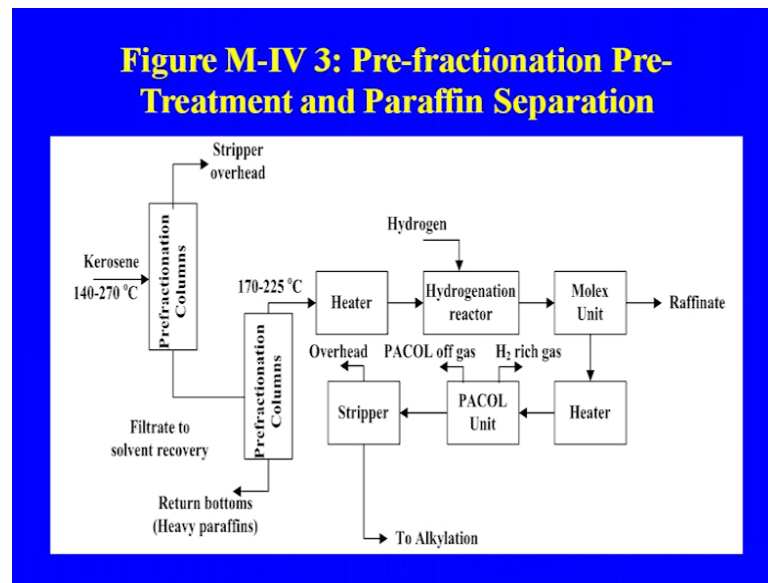 Figure M-IV 3: Pre-fractionation Pre-
Treatment and Paraffin Separation
Stripper
overhead
Kerosene
140-270 °C
Prefractionation
Columns
170-225 °C
Prefractionation
Columns
Filtrate to
solvent recovery
Return bottoms
(Heavy paraffins)
Heater
Hydrogen
Hydrogenation
reactor
Molex
Unit
Raffinate
Overhead
PACOL off gas
H₂ rich gas
Stripper
PACOL
Unit
Heater
To Alkylation